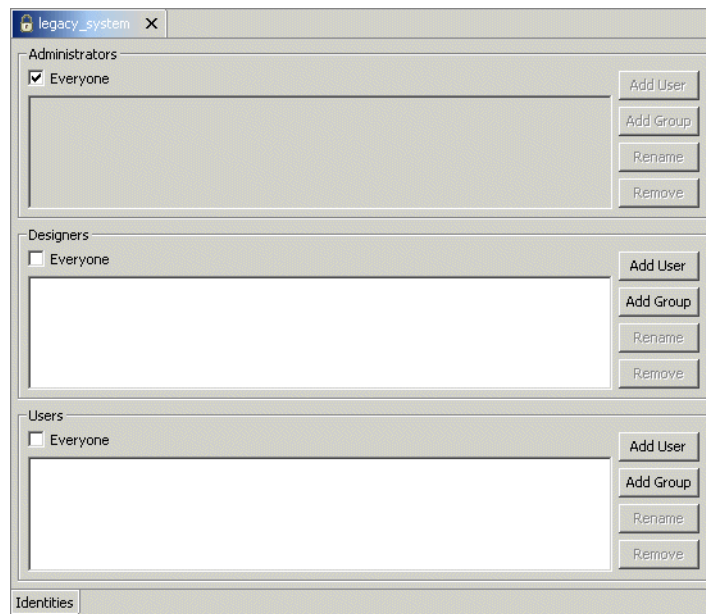 legacy_system
Administrators
Everyone
Add User
Add Group
Rename
Remove
Designers
Everyone
Add User
Add Group
Rename
Remove
Users
Everyone
Add User
Add Group
Rename
Remove
Identities